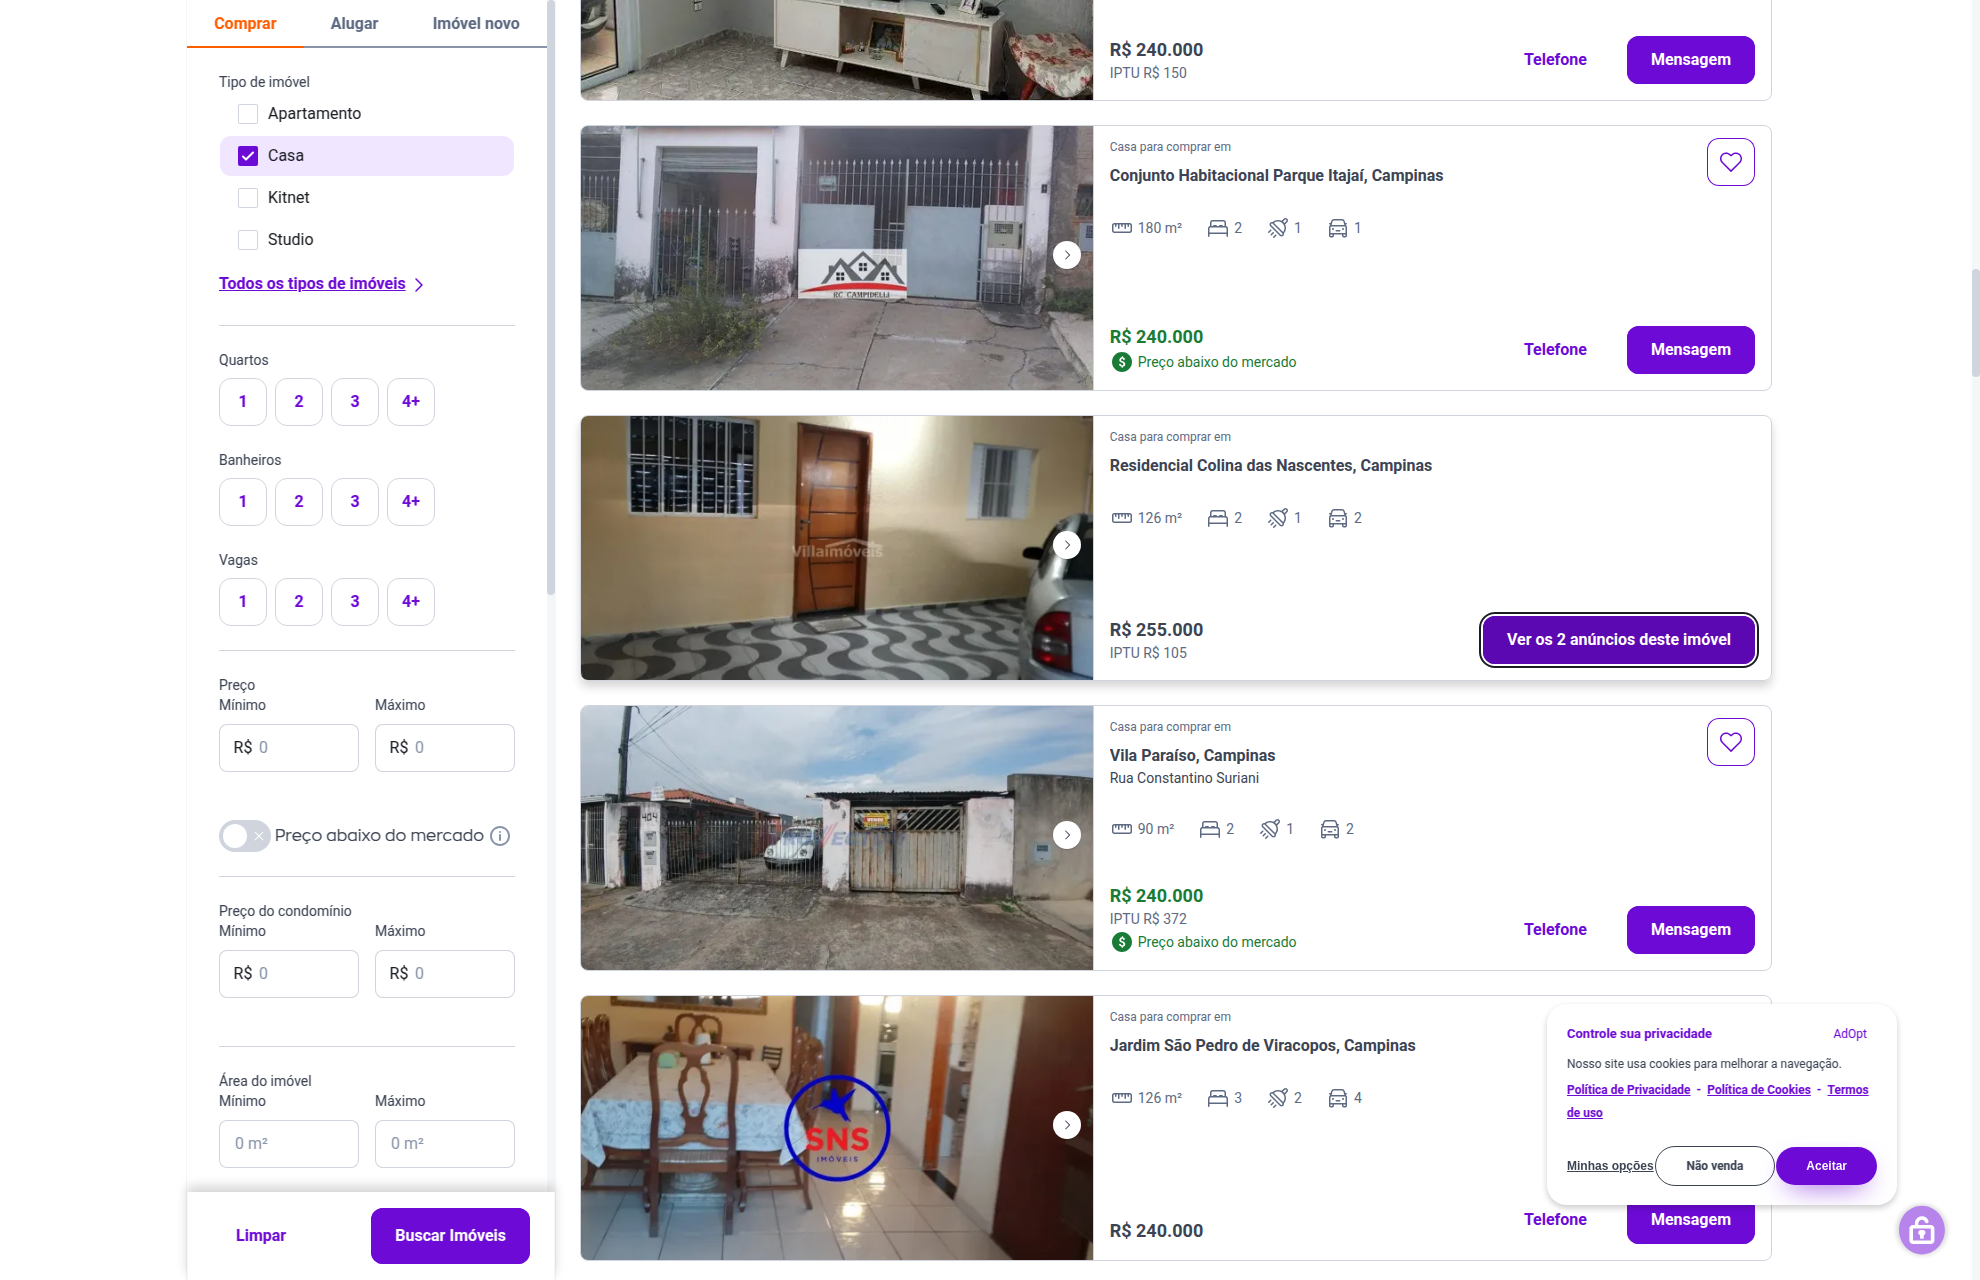 Comprar
Alugar
Imóvel novo
Tipo de imóvel
Apartamento
Casa
Kitnet
Studio
Todos os tipos de imóveis
Quartos
1
2
3
4+
Banheiros
1
2
3
4+
Vagas
1
2
3
4+
Preço
Mínimo
Máximo
R$ 0
R$ 0
Preço abaixo do mercado
Preço do condomínio
Mínimo
Máximo
R$ 0
R$ 0
Área do imóvel
Mínimo
Máximo
0 m²
0 m²
Limpar
Buscar Imóveis
R$ 240.000
IPTU R$ 150
Telefone
Mensagem
RC CAMPIDELLI
Casa para comprar em
Conjunto Habitacional Parque Itajaí, Campinas
180 m²
2
1
1
R$ 240.000
Preço abaixo do mercado
Telefone
Mensagem
Villaimóveis
Casa para comprar em
Residencial Colina das Nascentes, Campinas
126 m²
2
1
2
R$ 255.000
IPTU R$ 105
Ver os 2 anúncios deste imóvel
404
Casa para comprar em
Vila Paraíso, Campinas
Rua Constantino Suriani
90 m²
2
1
2
R$ 240.000
IPTU R$ 372
Preço abaixo do mercado
Telefone
Mensagem
SNS
IMÓVEIS
Casa para comprar em
Jardim São Pedro de Viracopos, Campinas
126 m²
3
2
4
R$ 240.000
Telefone
Mensagem
Controle sua privacidade
AdOpt
Nosso site usa cookies para melhorar a navegação.
Política de Privacidade - Política de Cookies - Termos
de uso
Minhas opções
Não venda
Aceitar